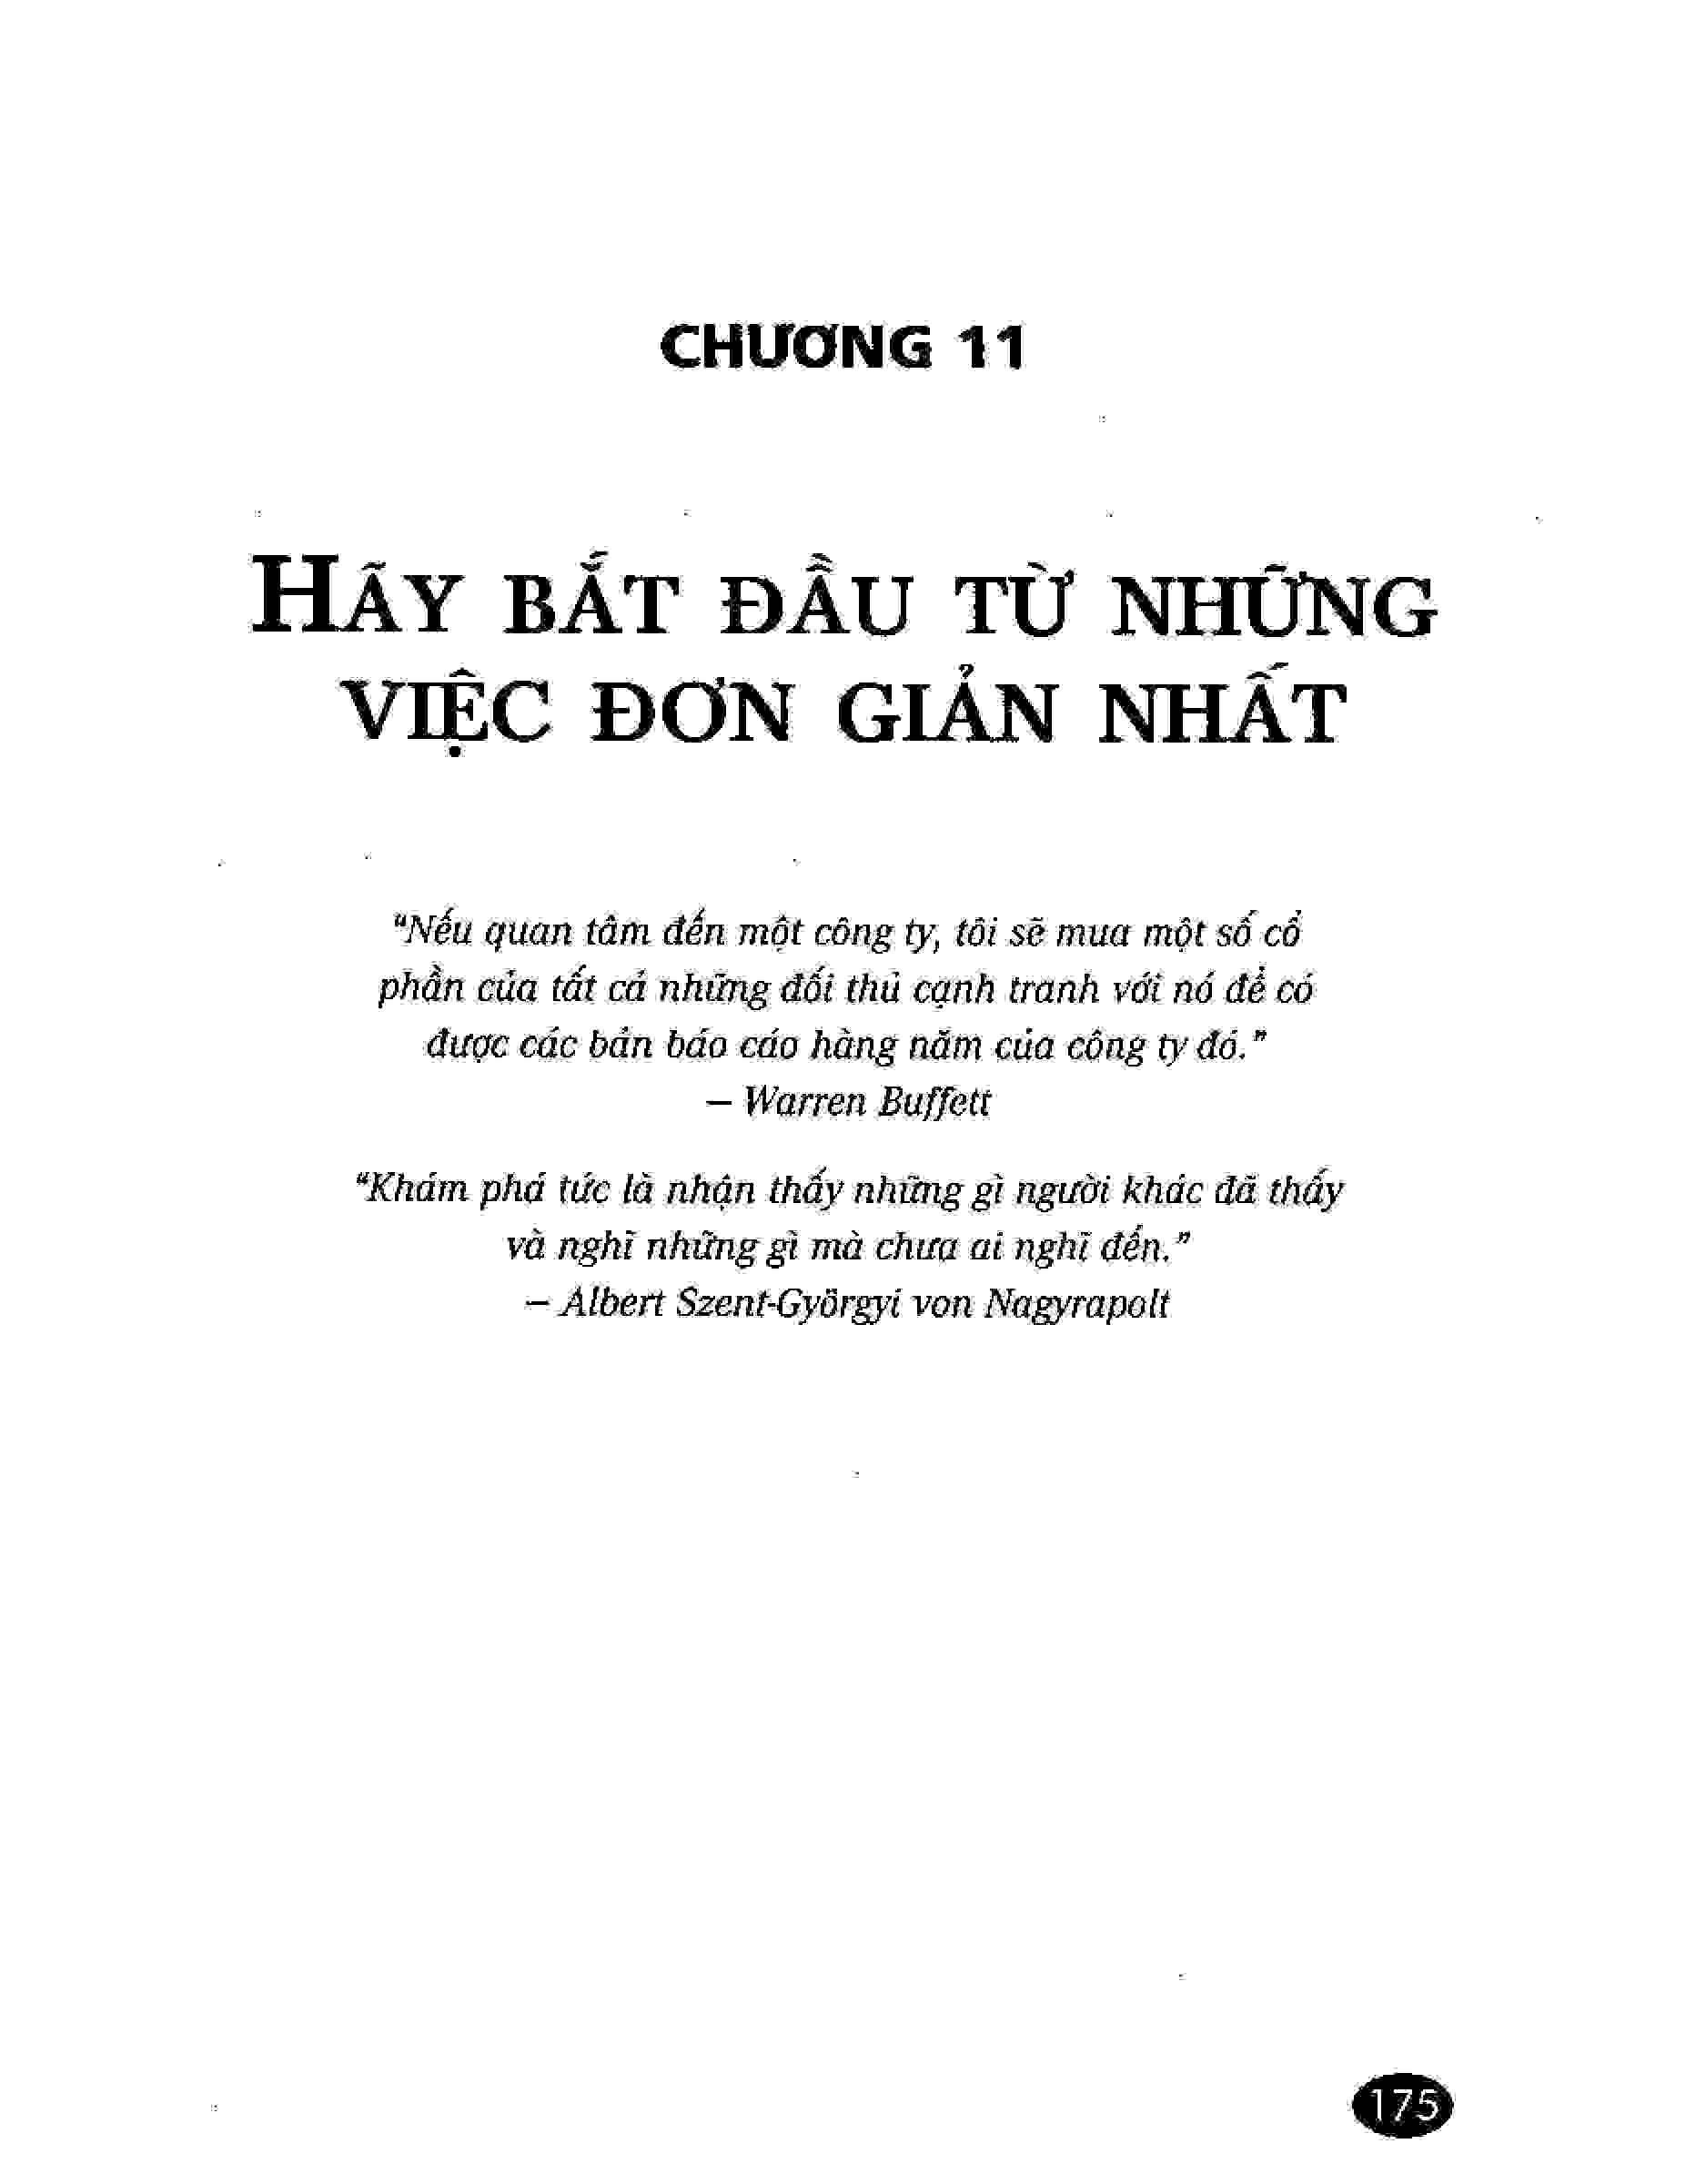 CHƯƠNG 11
HÃY BẮT ĐẦU TỪ NHỮNG
VIỆC ĐƠN GIẢN NHẤT
“Nếu quan tâm đến một công ty, tôi sẽ mua một số cổ
phần của tất cả những đối thủ cạnh tranh với nó để có
được các bản báo cáo hàng năm của công ty đó.”
– Warren Buffett
“Khám phá tức là nhận thấy những gì người khác đã thấy
và nghĩ những gì mà chưa ai nghĩ đến.”
– Albert Szent-Györgyi von Nagyrapolt
175